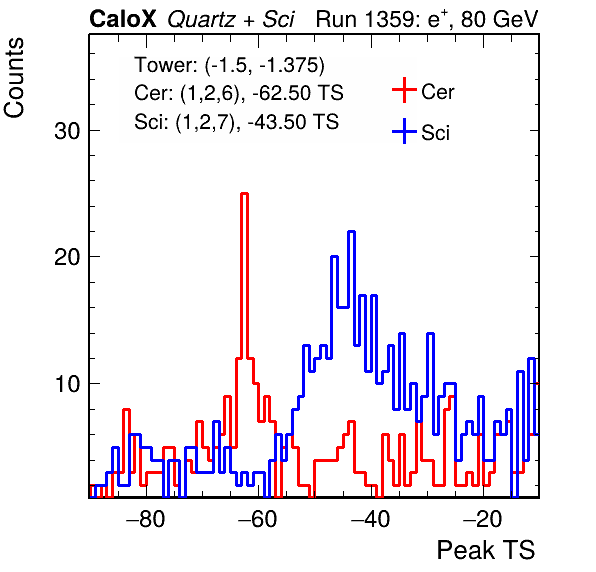 CaloX Quartz + Sci Run 1359: e⁺, 80 GeV
Counts
Tower: (-1.5, -1.375)
Cer: (1,2,6), -62.50 TS
Sci: (1,2,7), -43.50 TS
Cer
Sci
30
20
10
−80 −60 −40 −20
Peak TS